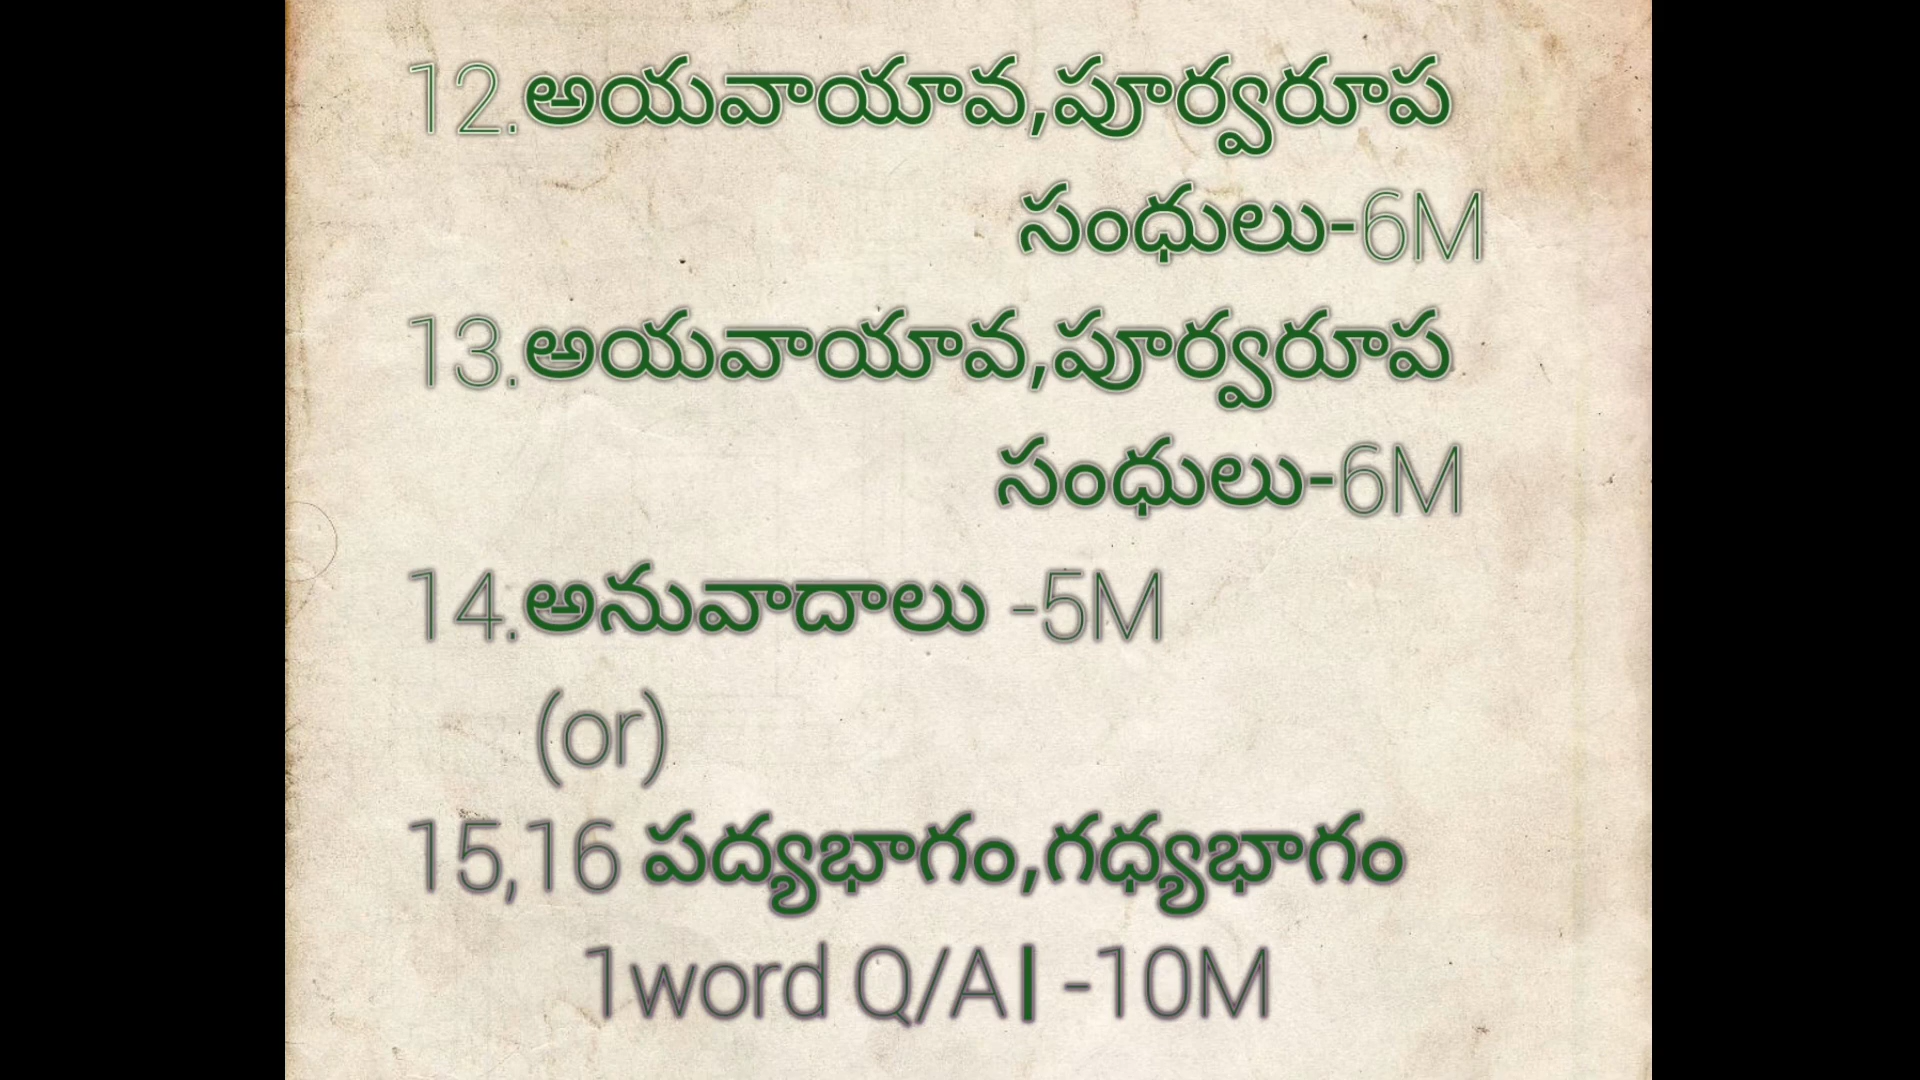 12.అయవాయావ,పూర్వరూప
సంధులు-6M
13.అయవాయావ,పూర్వరూప
సంధులు-6M
14.అనువాదాలు -5M
(or)
15,16 పద్యభాగం,గధ్యభాగం
1word Q/A| -10M